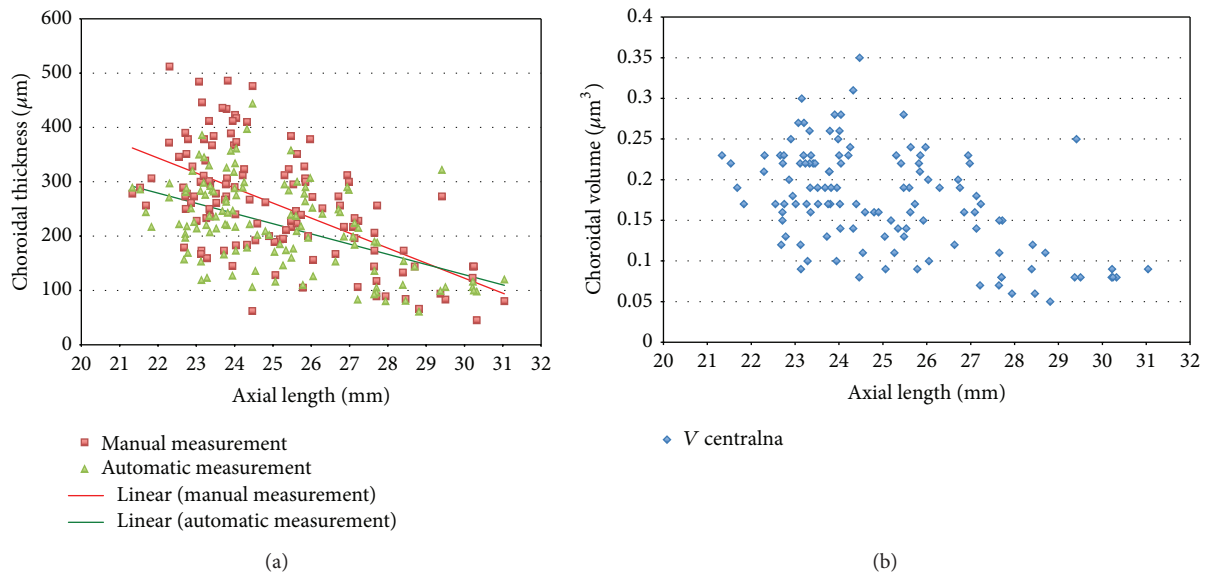 600
500
400
300
200
100
0
Choroidal thickness (μm)
20 21 22 23 24 25 26 27 28 29 30 31 32
Axial length (mm)
Manual measurement
Automatic measurement
Linear (manual measurement)
Linear (automatic measurement)
(a)
0.4
0.35
0.3
0.25
0.2
0.15
0.1
0.05
0
Choroidal volume (μm³)
20 21 22 23 24 25 26 27 28 29 30 31 32
Axial length (mm)
V centralna
(b)